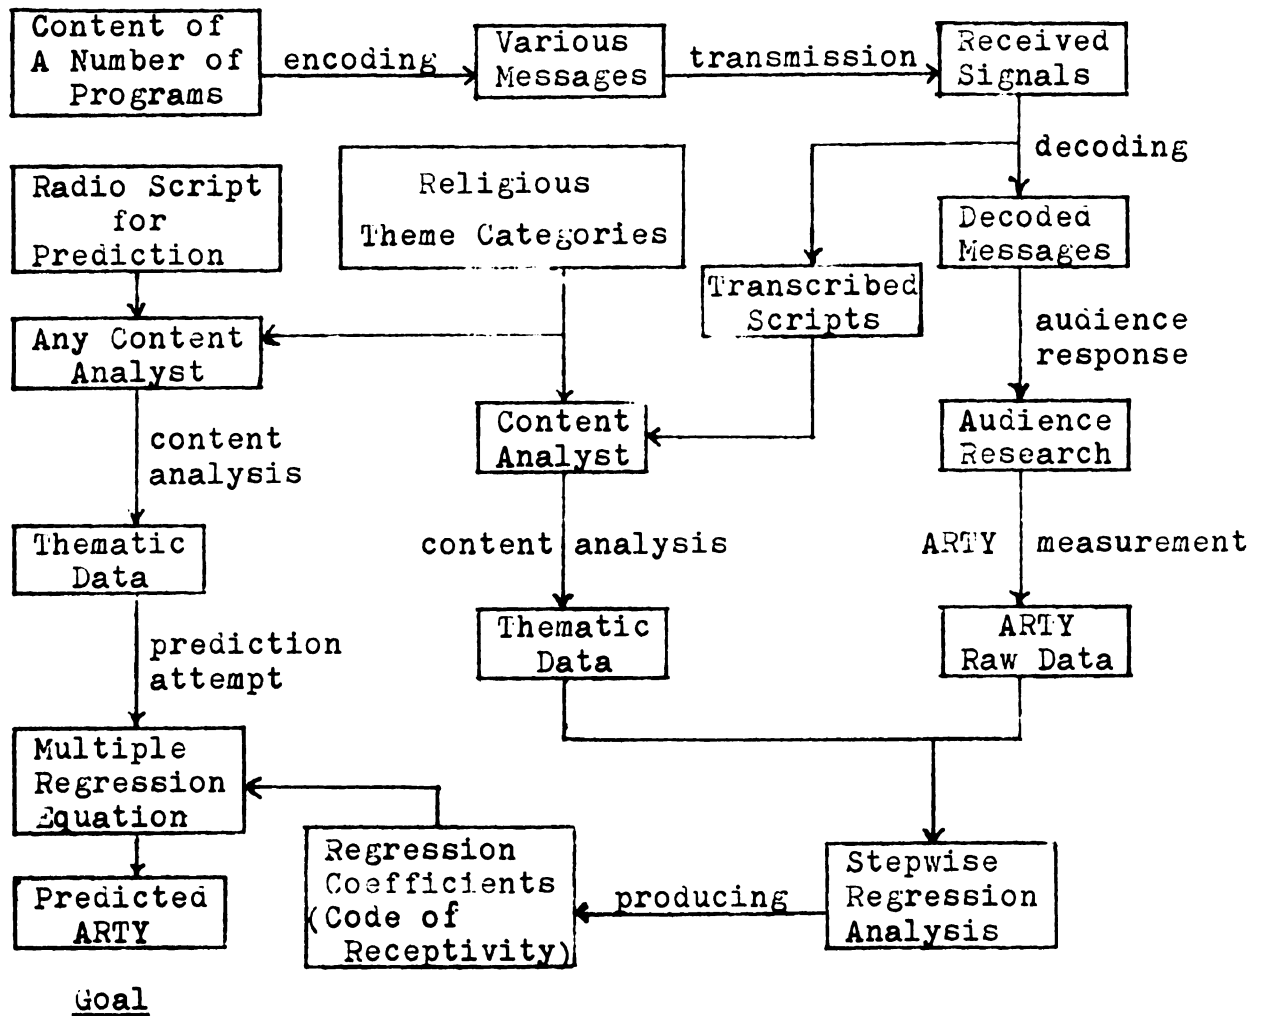 Content of
A Number of
Programs
encoding
Various
Messages
transmission
Received
Signals
decoding
Radio Script
for
Prediction
Religious
Theme Categories
Decoded
Messages
Transcribed
Scripts
Any Content
Analyst
audience
response
Content
Analyst
Audience
Research
content
analysis
Thematic
Data
content analysis
ARTY measurement
Thematic
Data
ARTY
Raw Data
prediction
attempt
Multiple
Regression
Equation
Regression
Coefficients
(Code of
Receptivity)
producing
Stepwise
Regression
Analysis
Predicted
ARTY
Goal